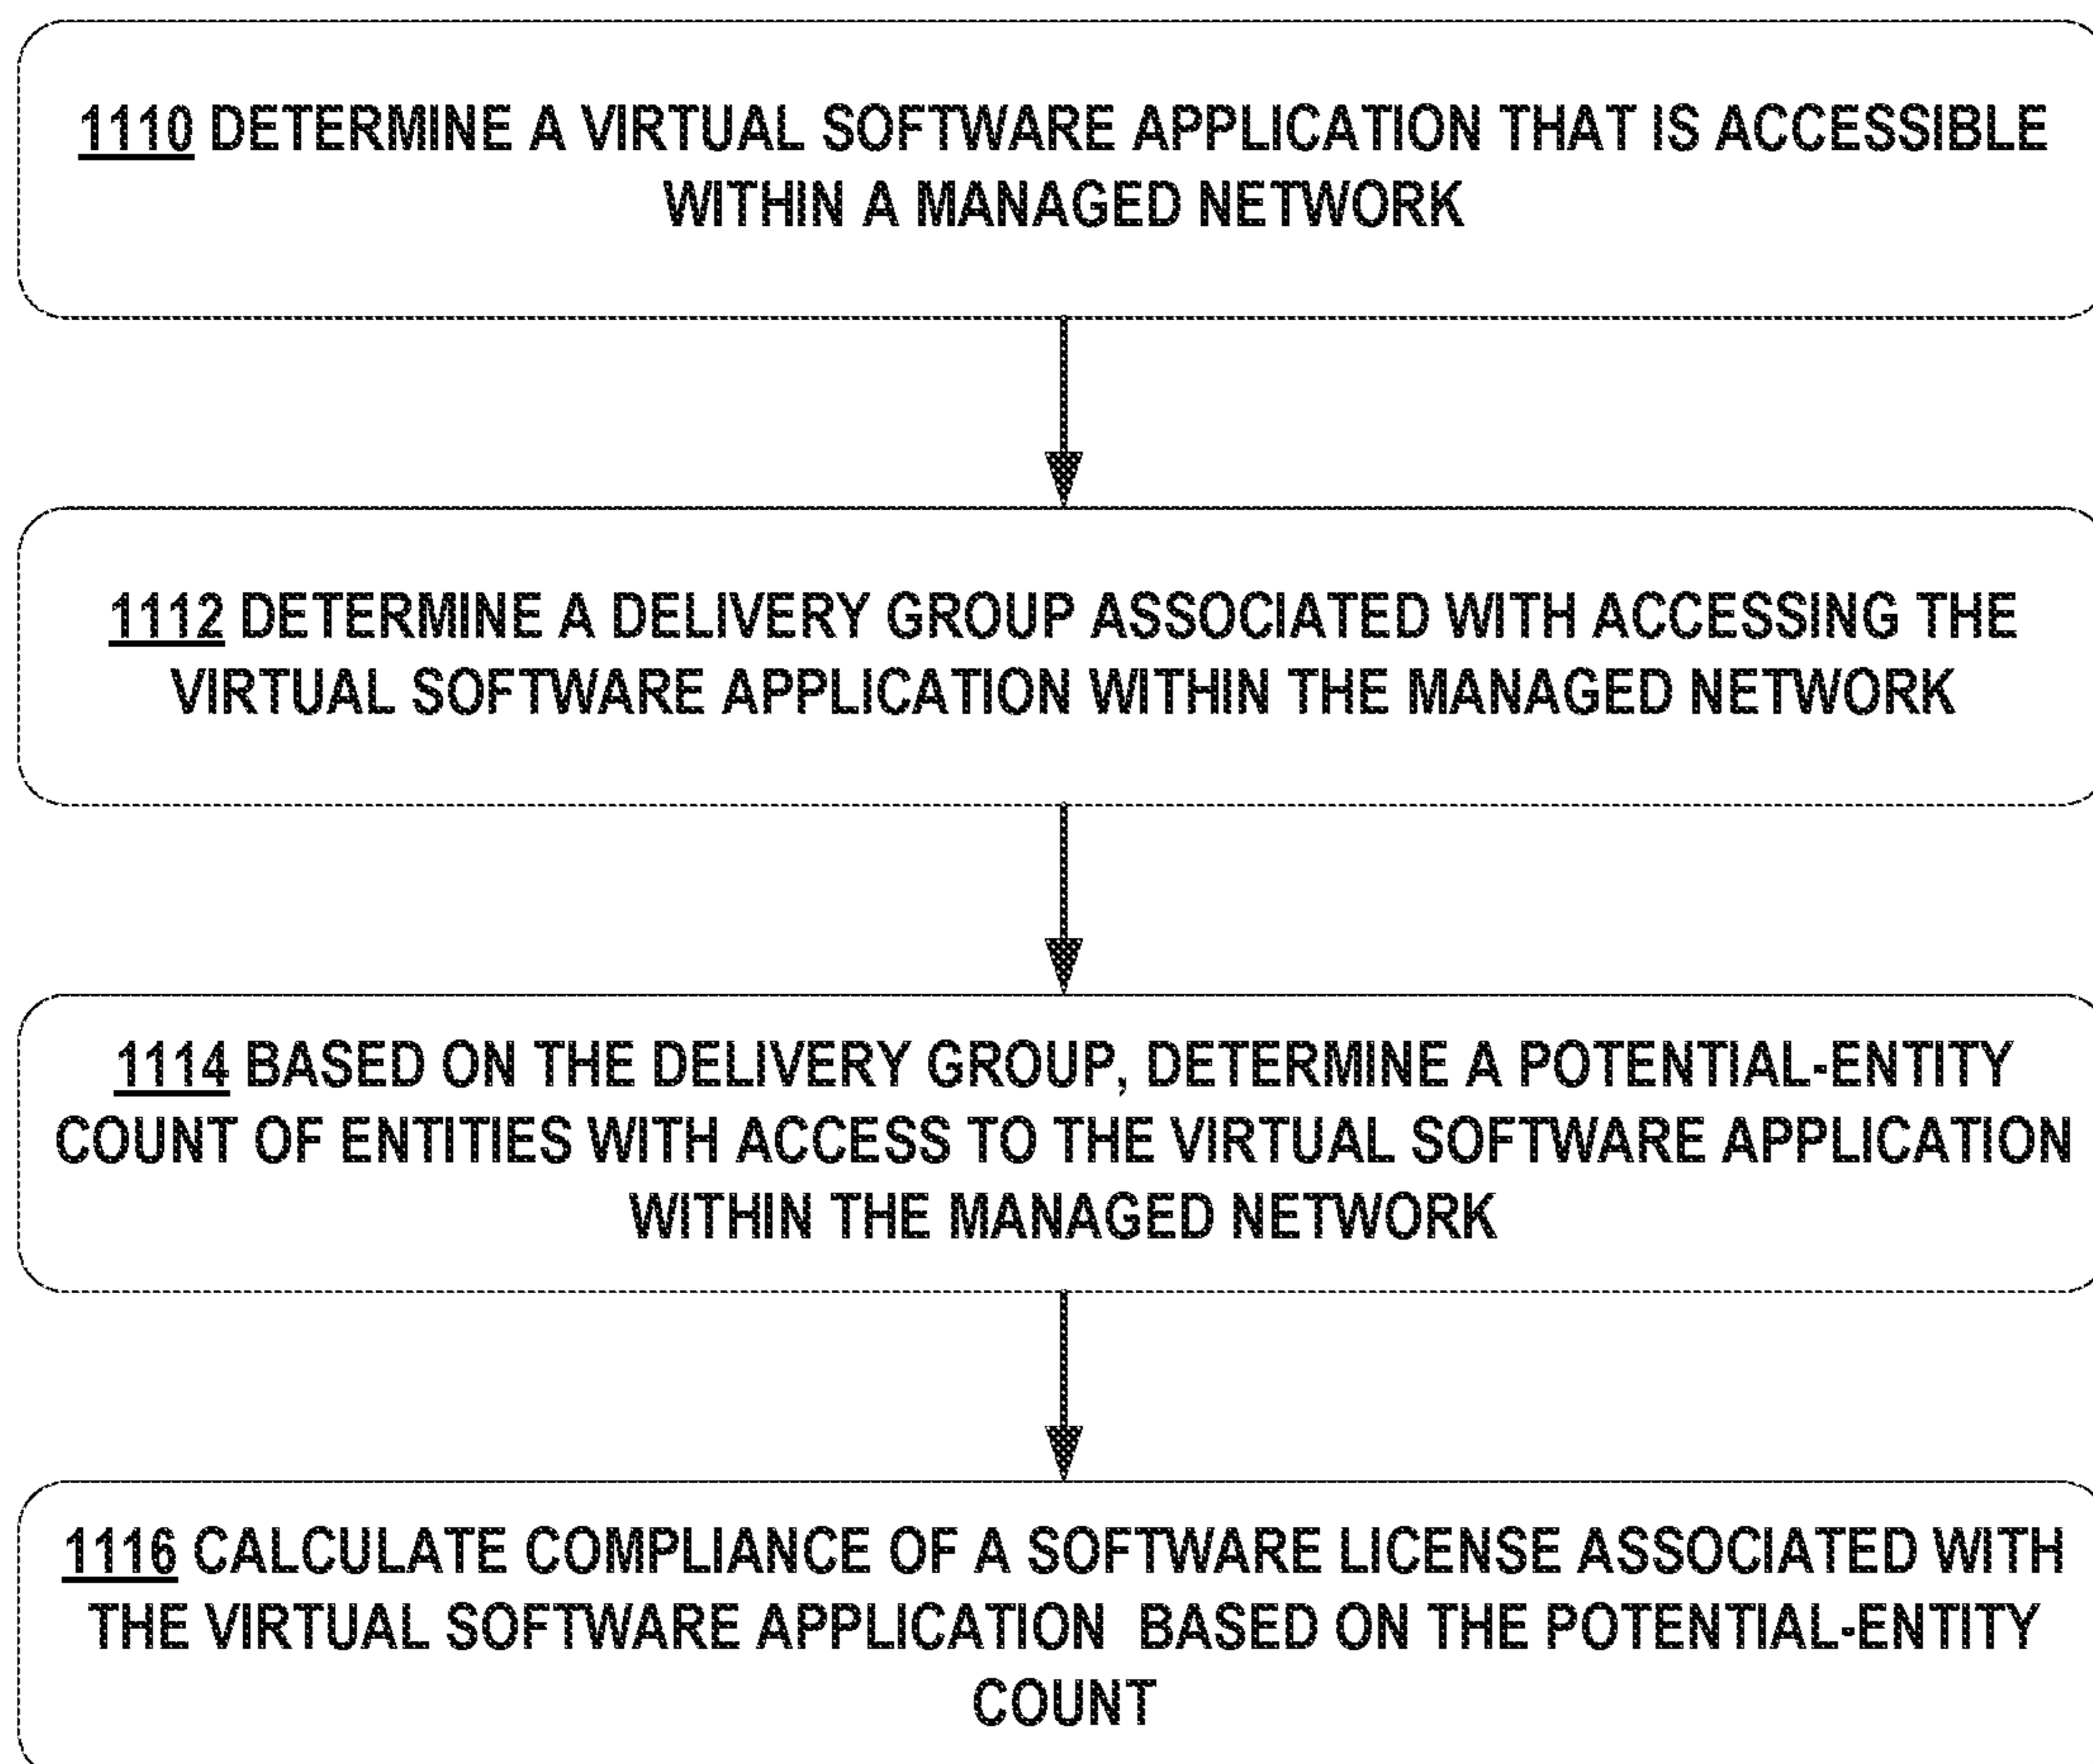 1110 DETERMINE A VIRTUAL SOFTWARE APPLICATION THAT IS ACCESSIBLE
WITHIN A MANAGED NETWORK
1112 DETERMINE A DELIVERY GROUP ASSOCIATED WITH ACCESSING THE
VIRTUAL SOFTWARE APPLICATION WITHIN THE MANAGED NETWORK
1114 BASED ON THE DELIVERY GROUP, DETERMINE A POTENTIAL-ENTITY
COUNT OF ENTITIES WITH ACCESS TO THE VIRTUAL SOFTWARE APPLICATION
WITHIN THE MANAGED NETWORK
1116 CALCULATE COMPLIANCE OF A SOFTWARE LICENSE ASSOCIATED WITH
THE VIRTUAL SOFTWARE APPLICATION BASED ON THE POTENTIAL-ENTITY
COUNT